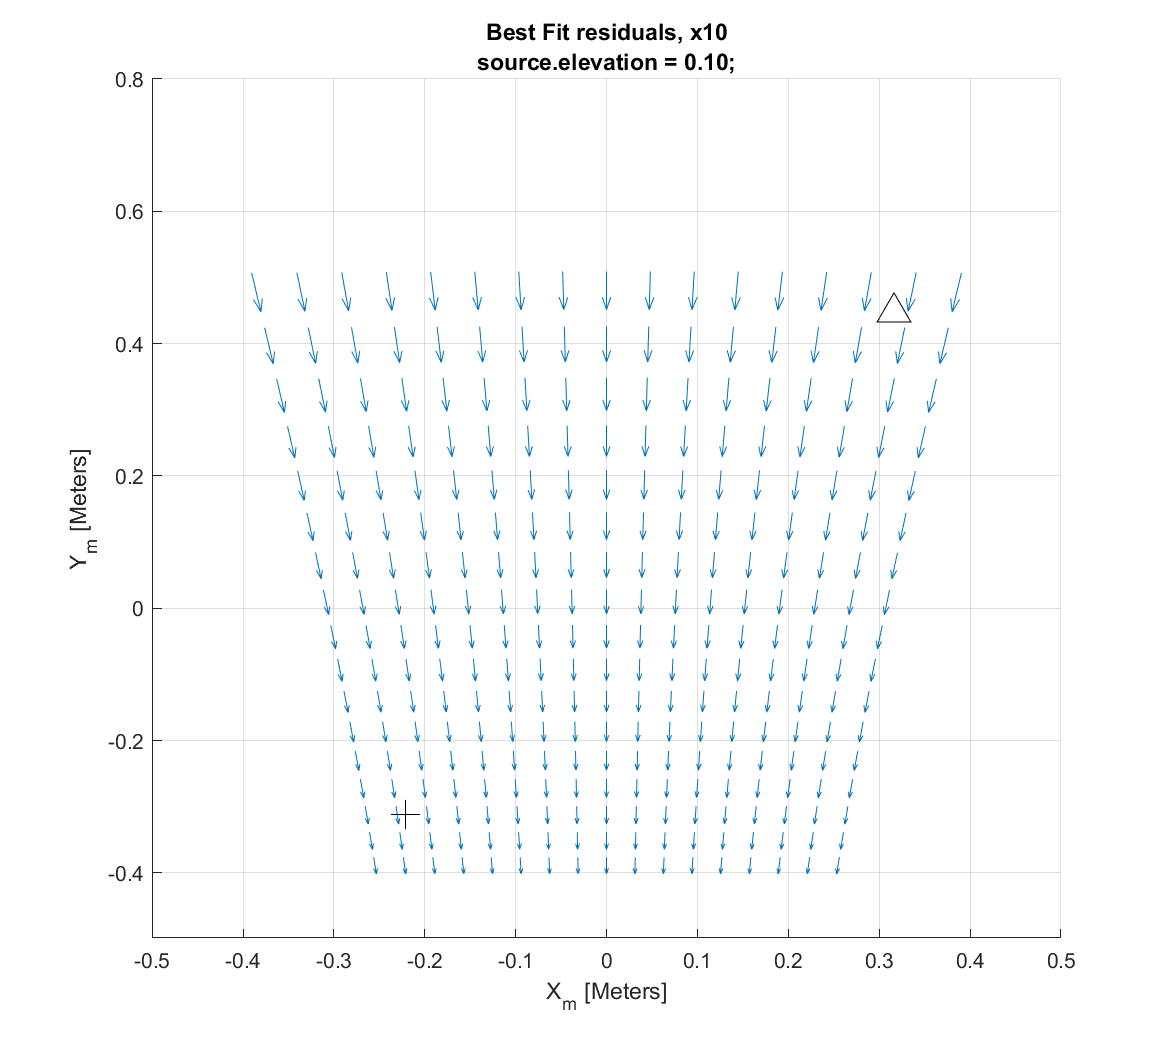 Best Fit residuals, x10
source.elevation = 0.10;
0.8
0.6
0.4
0.2
0
-0.2
-0.4
Y_m [Meters]
-0.5 -0.4 -0.3 -0.2 -0.1 0 0.1 0.2 0.3 0.4 0.5
X_m [Meters]